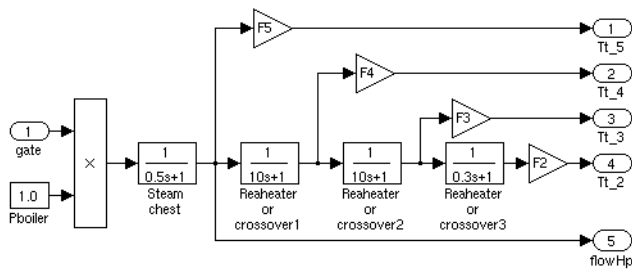 F5
1
Tt_5
F4
2
Tt_4
F3
3
Tt_3
1
gate
×
1
0.5s+1
Steam
chest
1
10s+1
Reaheater
or
crossover1
1
10s+1
Reaheater
or
crossover2
1
0.3s+1
Reaheater
or
crossover3
F2
4
Tt_2
1.0
Pboiler
5
flowHp